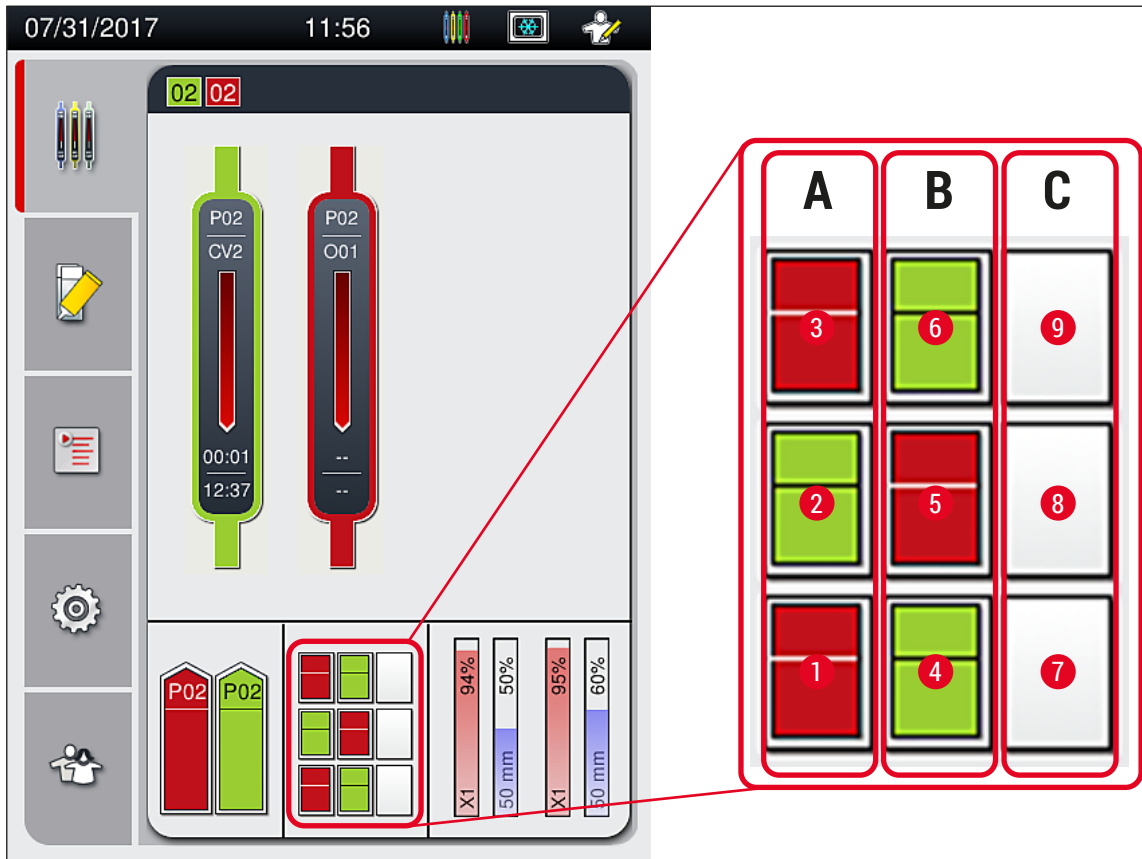 07/31/2017 11:56
02 02
P02 P02
CV2 O01
00:01 --
12:37 --
P02 P02
X1 94%
50 mm 50%
X1 95%
50 mm 60%
A B C
3 6 9
2 5 8
1 4 7